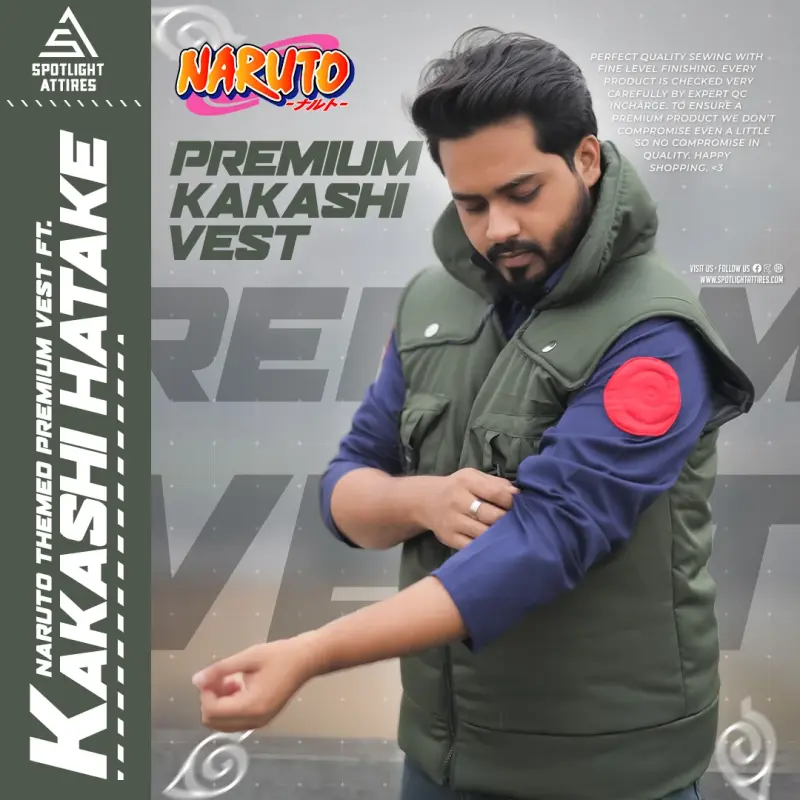 SPOTLIGHT
ATTIRES
NARUTO THEMED PREMIUM VEST FT.
KAKASHI HATAKE
NARUTO
-ナルト-
PREMIUM
KAKASHI
VEST
PERFECT QUALITY SEWING WITH
FINE LEVEL FINISHING. EVERY
PRODUCT IS CHECKED VERY
CAREFULLY BY EXPERT QC
INCHARGE. TO ENSURE A
PREMIUM PRODUCT WE DON'T
COMPROMISE EVEN A LITTLE
SO NO COMPROMISE IN
QUALITY. HAPPY
SHOPPING. <3
VISIT US • FOLLOW US
WWW.SPOTLIGHTATTIRES.COM